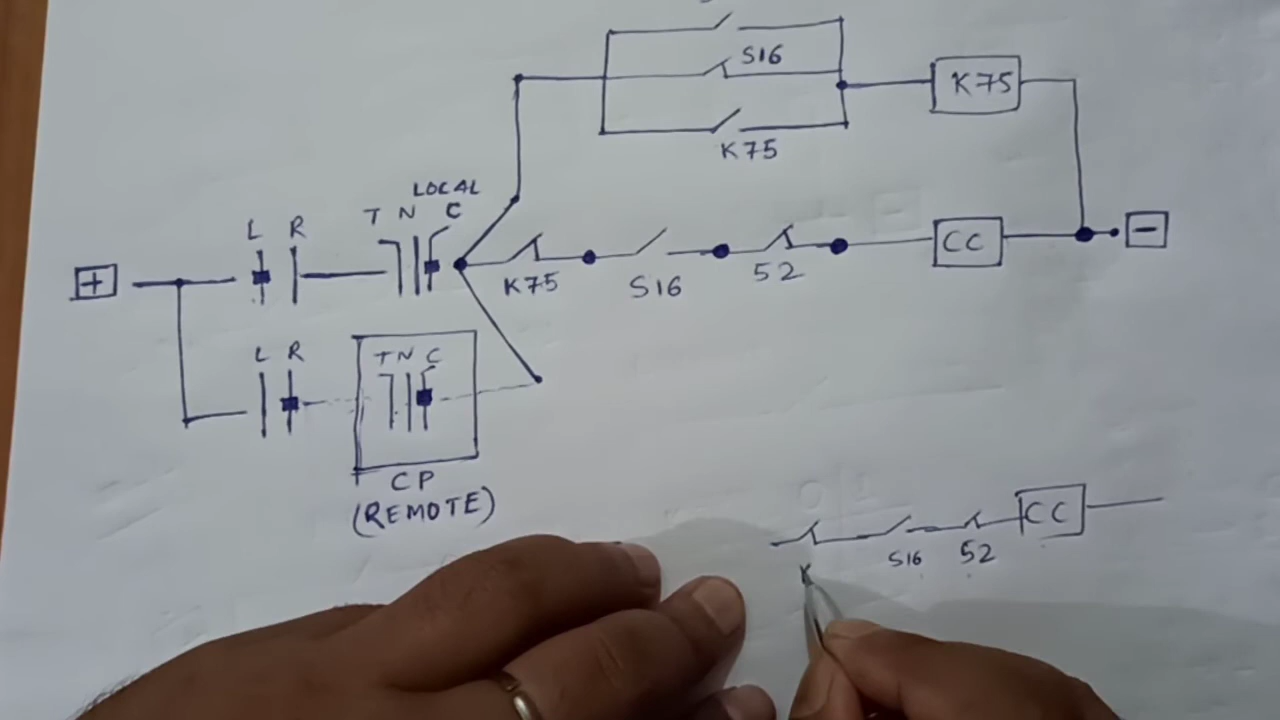 S16
K75
K75
LOCAL
T N C
L R
+
K75
S16
52
CC
-
L R
T N C
CP
(REMOTE)
CC
S16
52
K